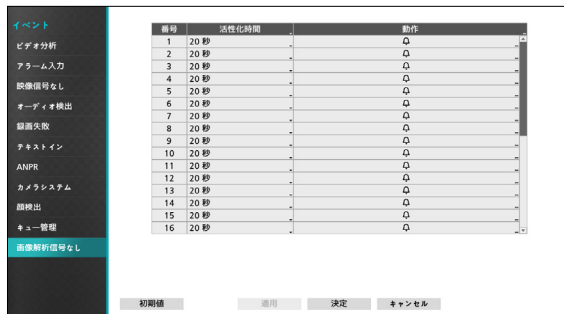 イベント
ビデオ分析
アラーム入力
映像信号なし
オーディオ検出
録画失敗
テキストイン
ANPR
カメラシステム
顔検出
キュー管理
画像解析信号なし
番号 活性化時間 動作
1 20 秒
2 20 秒
3 20 秒
4 20 秒
5 20 秒
6 20 秒
7 20 秒
8 20 秒
9 20 秒
10 20 秒
11 20 秒
12 20 秒
13 20 秒
14 20 秒
15 20 秒
16 20 秒
初期値 適用 決定 キャンセル